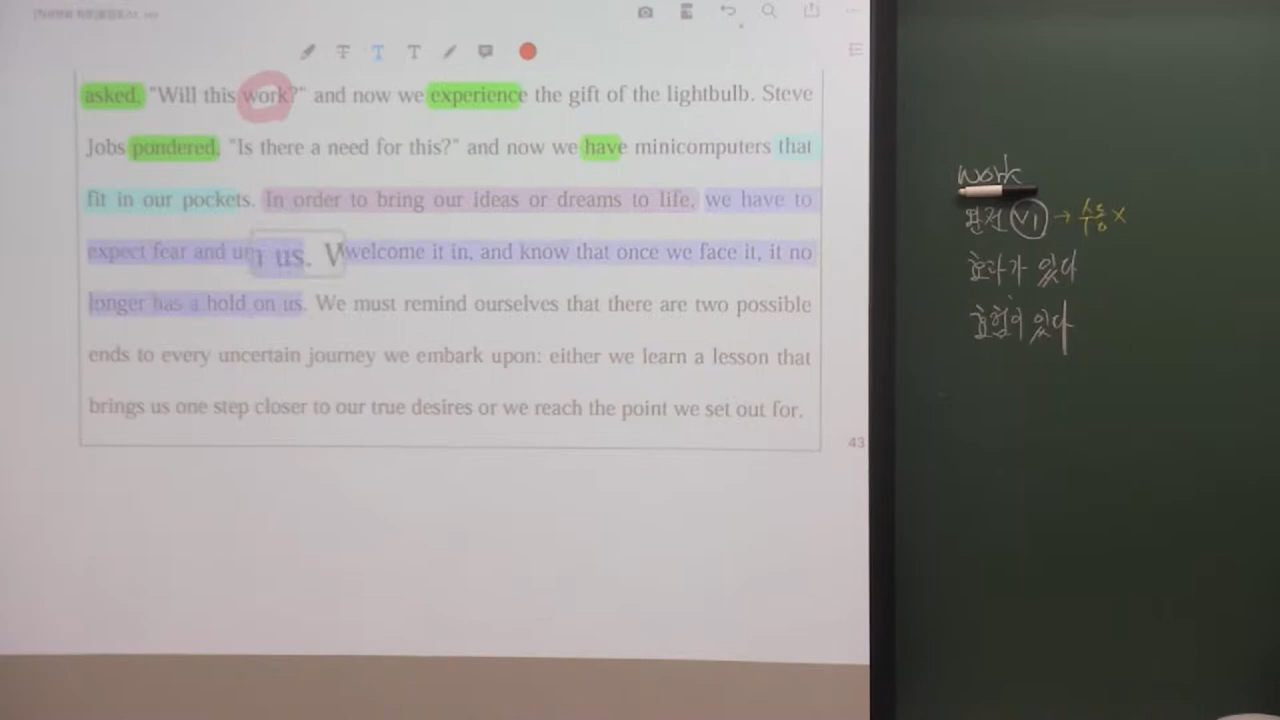 asked, "Will this work?" and now we experience the gift of the lightbulb. Steve
Jobs pondered, "Is there a need for this?" and now we have minicomputers that
fit in our pockets. In order to bring our ideas or dreams to life, we have to
expect fear and un us. W welcome it in, and know that once we face it, it no
longer has a hold on us. We must remind ourselves that there are two possible
ends to every uncertain journey we embark upon: either we learn a lesson that
brings us one step closer to our true desires or we reach the point we set out for.
43
work
완전 V1 → 수동 X
효과가 있다
효험이 있다